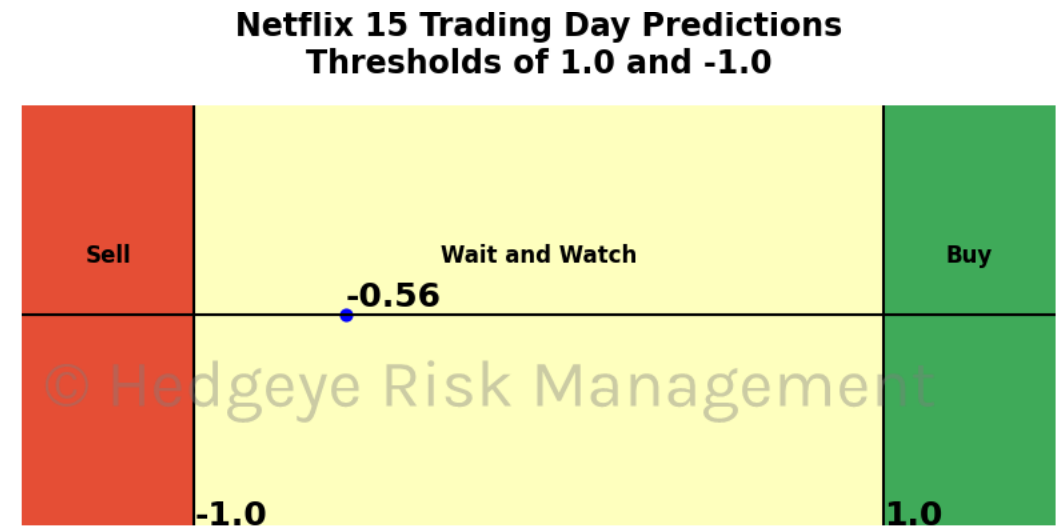 Netflix 15 Trading Day Predictions
Thresholds of 1.0 and -1.0
Sell
Wait and Watch
Buy
-0.56
© Hedgeye Risk Management
-1.0
1.0